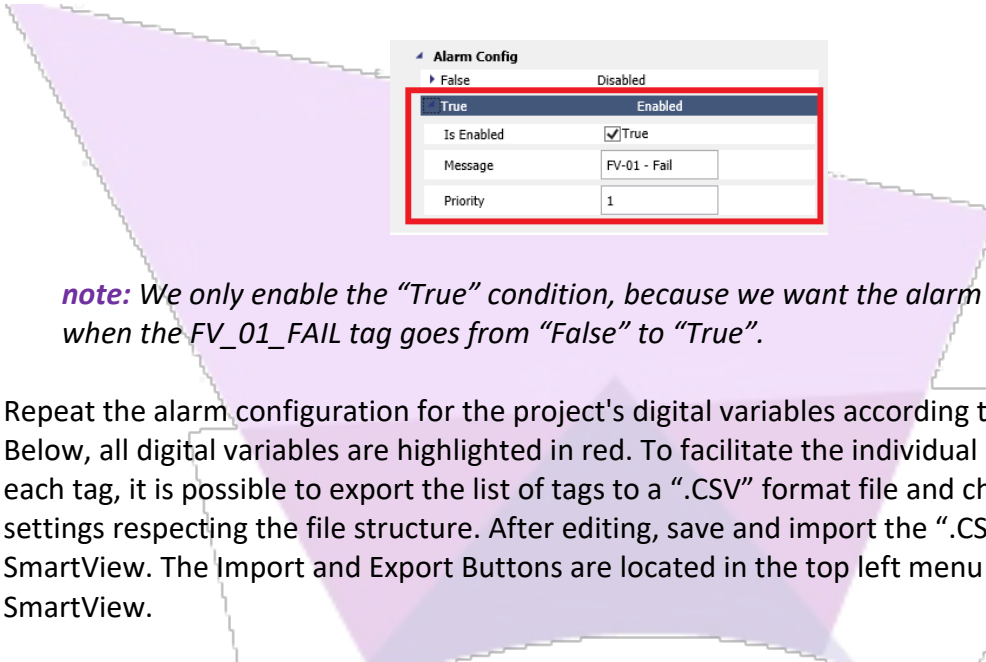 Alarm Config
False Disabled
True Enabled
Is Enabled True
Message FV-01 - Fail
Priority 1
note: We only enable the “True” condition, because we want the alarm
when the FV_01_FAIL tag goes from “False” to “True”.
Repeat the alarm configuration for the project's digital variables according t
Below, all digital variables are highlighted in red. To facilitate the individual
each tag, it is possible to export the list of tags to a “.CSV” format file and ch
settings respecting the file structure. After editing, save and import the “.CS
SmartView. The Import and Export Buttons are located in the top left menu
SmartView.